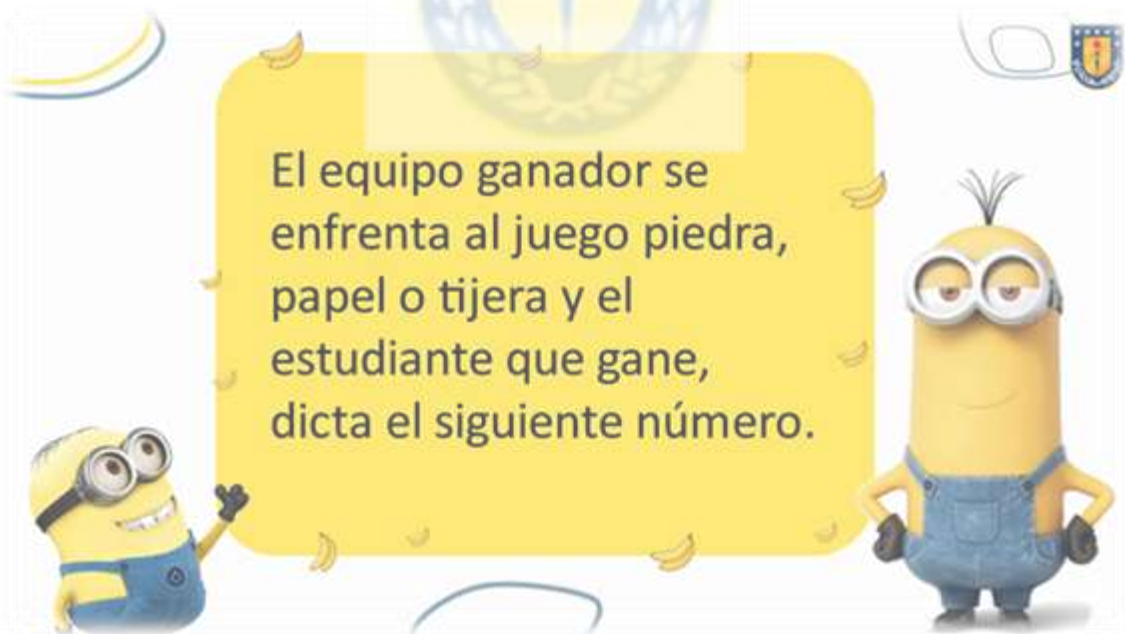 El equipo ganador se
enfrenta al juego piedra,
papel o tijera y el
estudiante que gane,
dicta el siguiente número.